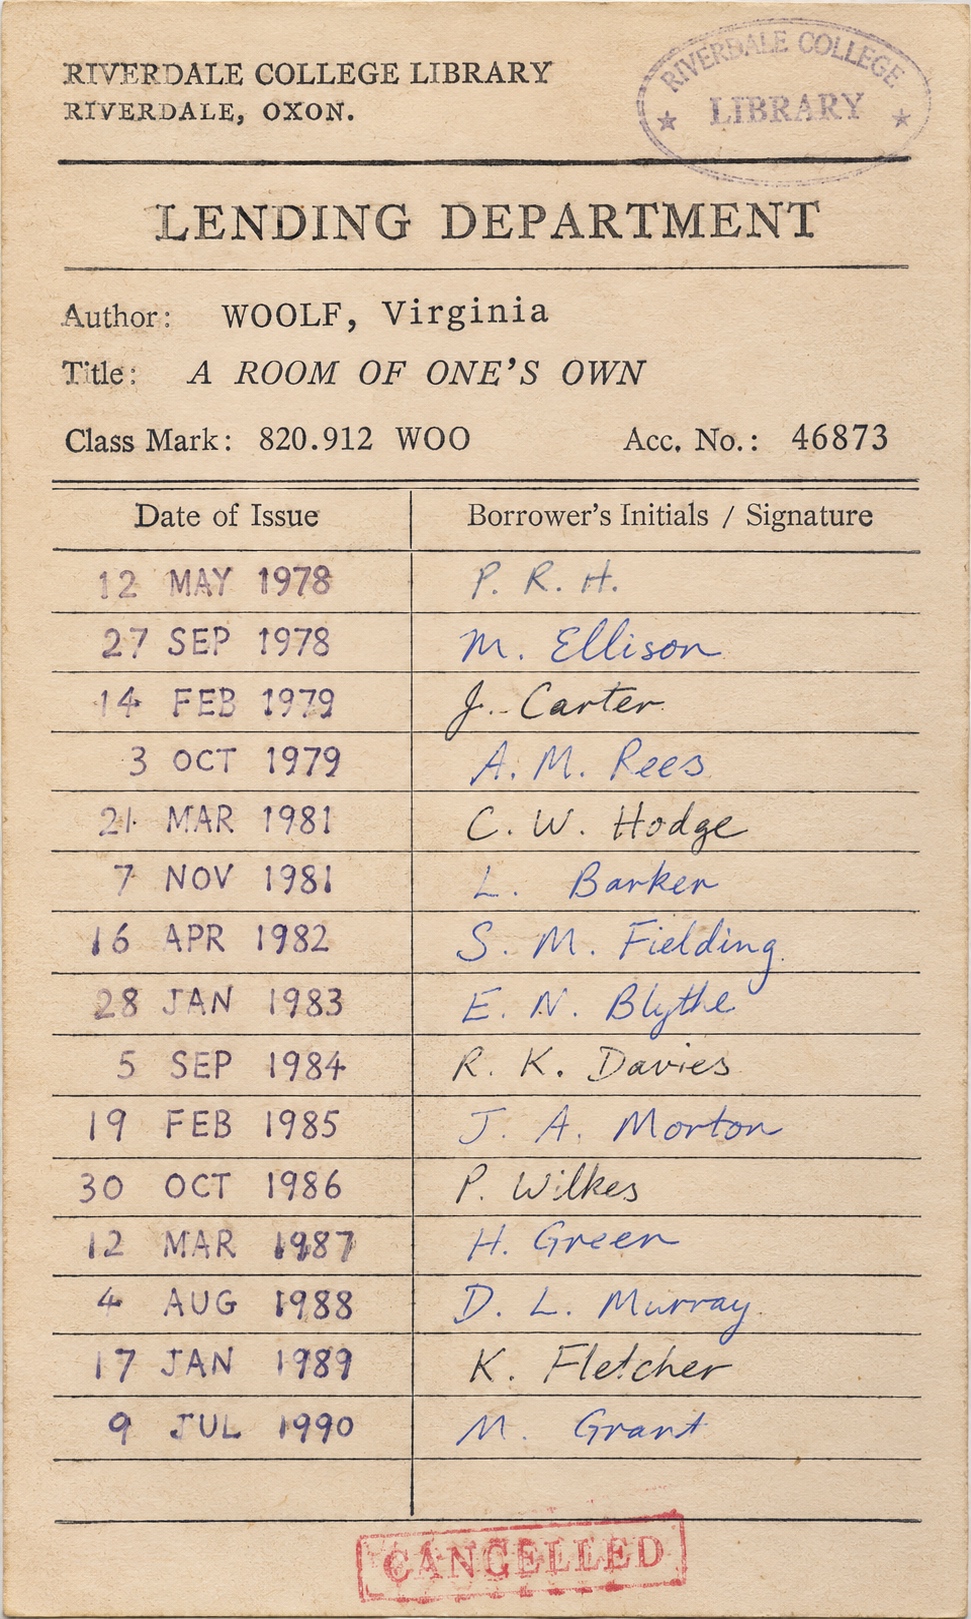 RIVERDALE COLLEGE LIBRARY
RIVERDALE, OXON.
RIVERDALE COLLEGE
LIBRARY
LENDING DEPARTMENT
Author: WOOLF, Virginia
Title: A ROOM OF ONE'S OWN
Class Mark: 820.912 WOO Acc. No.: 46873
Date of Issue Borrower's Initials / Signature
12 MAY 1978 P. R. H.
27 SEP 1978 M. Ellison
14 FEB 1979 J. Carter
3 OCT 1979 A. M. Rees
21 MAR 1981 C. W. Hodge
7 NOV 1981 L. Barker
16 APR 1982 S. M. Fielding
28 JAN 1983 E. N. Blythe
5 SEP 1984 R. K. Davies
19 FEB 1985 J. A. Morton
30 OCT 1986 P. Wilkes
12 MAR 1987 H. Green
4 AUG 1988 D. L. Murray
17 JAN 1989 K. Fletcher
9 JUL 1990 M. Grant
CANCELLED